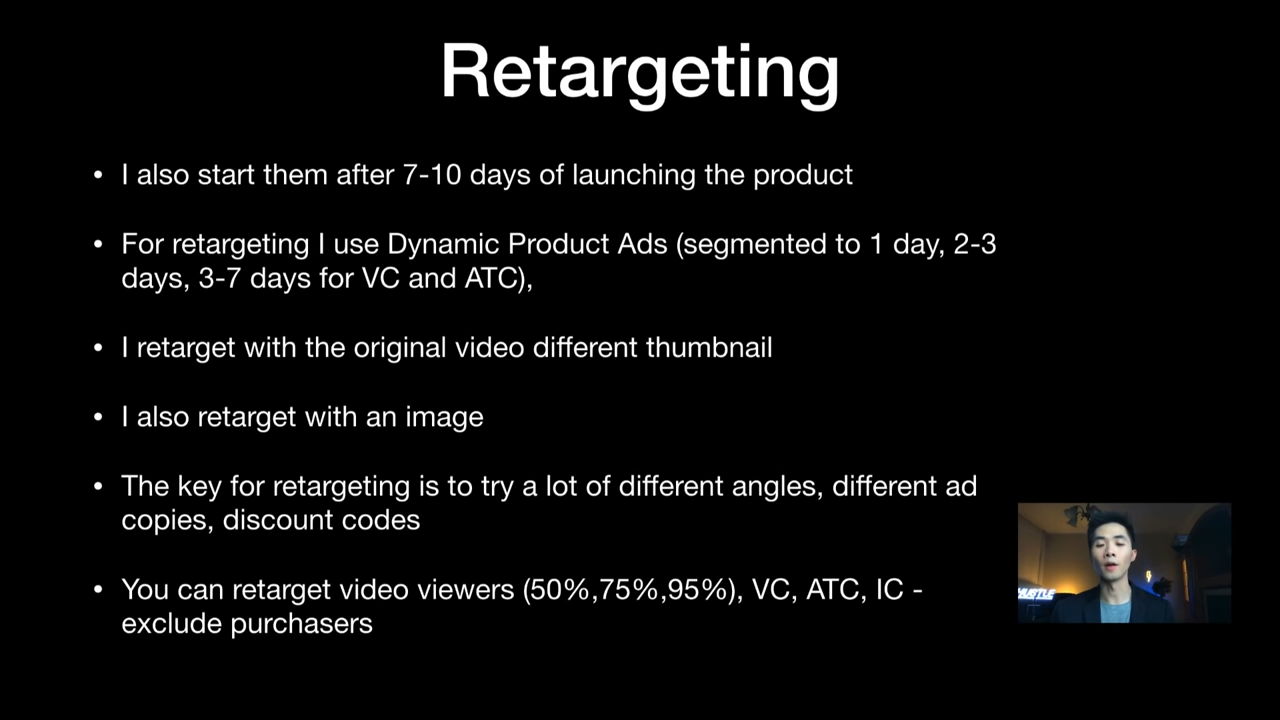 Retargeting
• I also start them after 7-10 days of launching the product
• For retargeting I use Dynamic Product Ads (segmented to 1 day, 2-3
days, 3-7 days for VC and ATC),
• I retarget with the original video different thumbnail
• I also retarget with an image
• The key for retargeting is to try a lot of different angles, different ad
copies, discount codes
• You can retarget video viewers (50%,75%,95%), VC, ATC, IC -
exclude purchasers